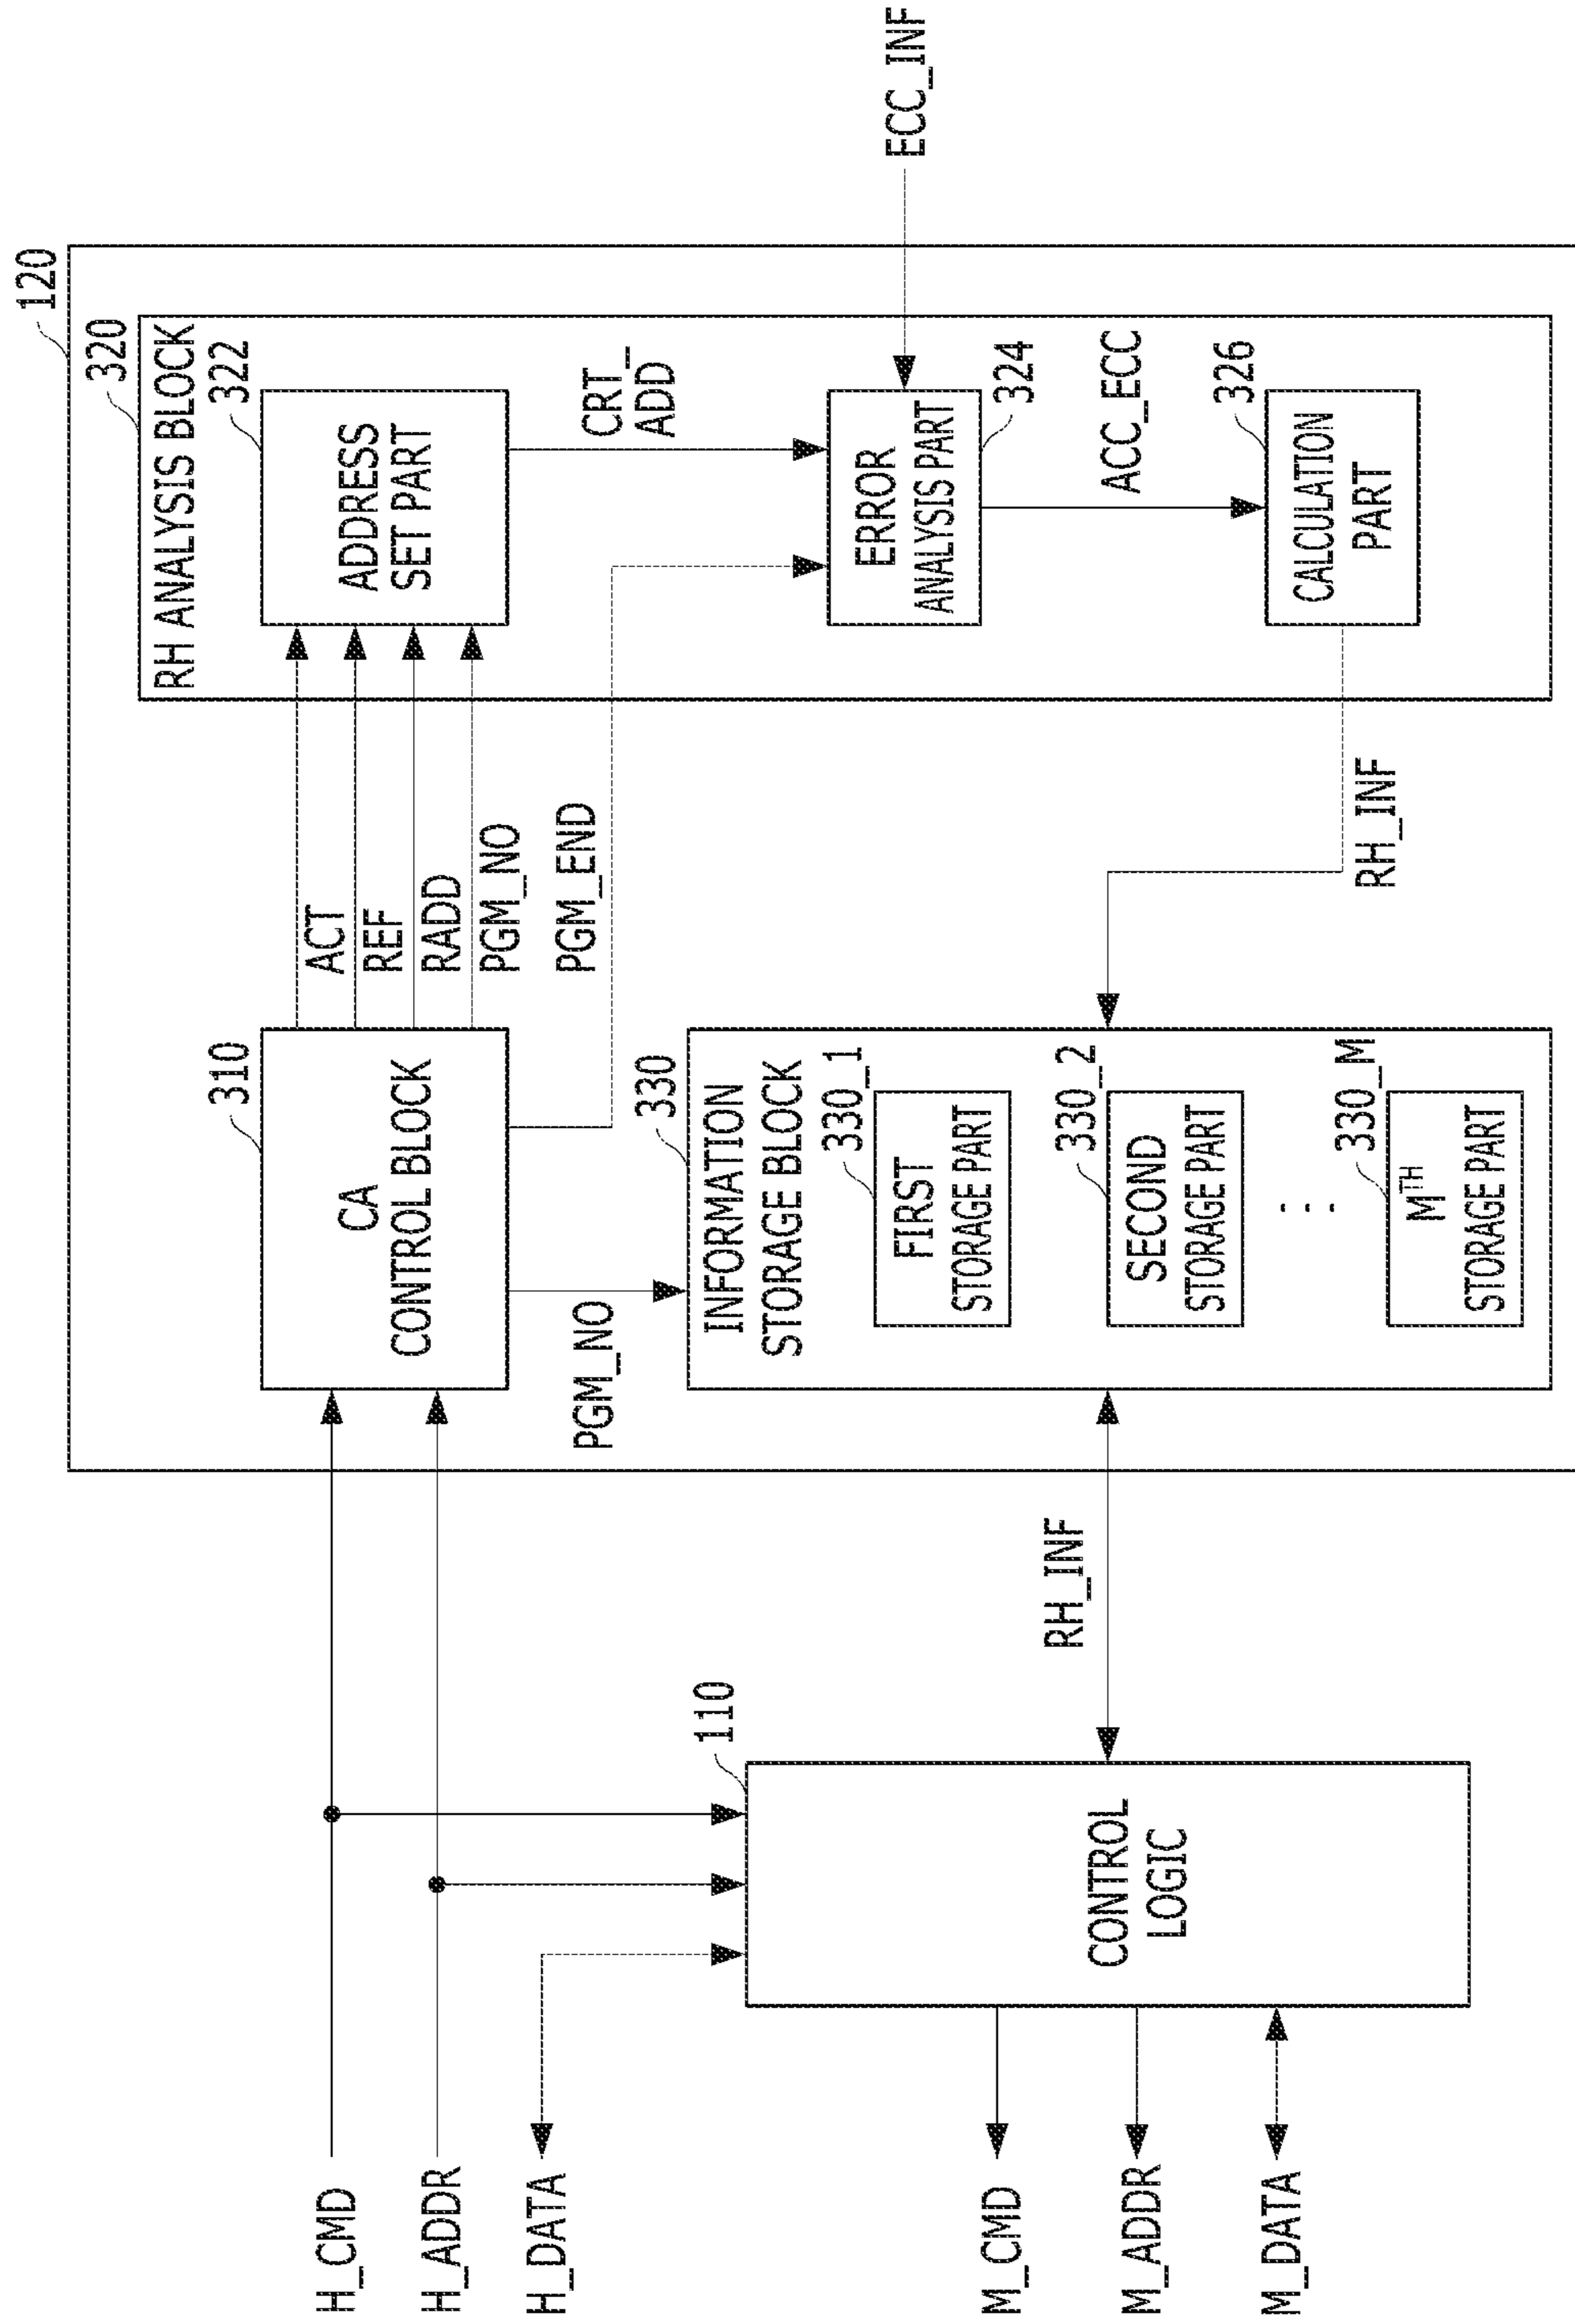 120
320
RH ANALYSIS BLOCK
322
ADDRESS
SET PART
CRT_
ADD
ECC_INF
ERROR
ANALYSIS PART
324
ACC_ECC
326
CALCULATION
PART
ACT
REF
RADD
PGM_NO
PGM_END
RH_INF
310
CA
CONTROL BLOCK
PGM_NO
330
INFORMATION
STORAGE BLOCK
330_1
FIRST
STORAGE PART
330_2
SECOND
STORAGE PART
⋮
330_M
MTH
STORAGE PART
RH_INF
110
CONTROL
LOGIC
H_CMD
H_ADDR
H_DATA
M_CMD
M_ADDR
M_DATA